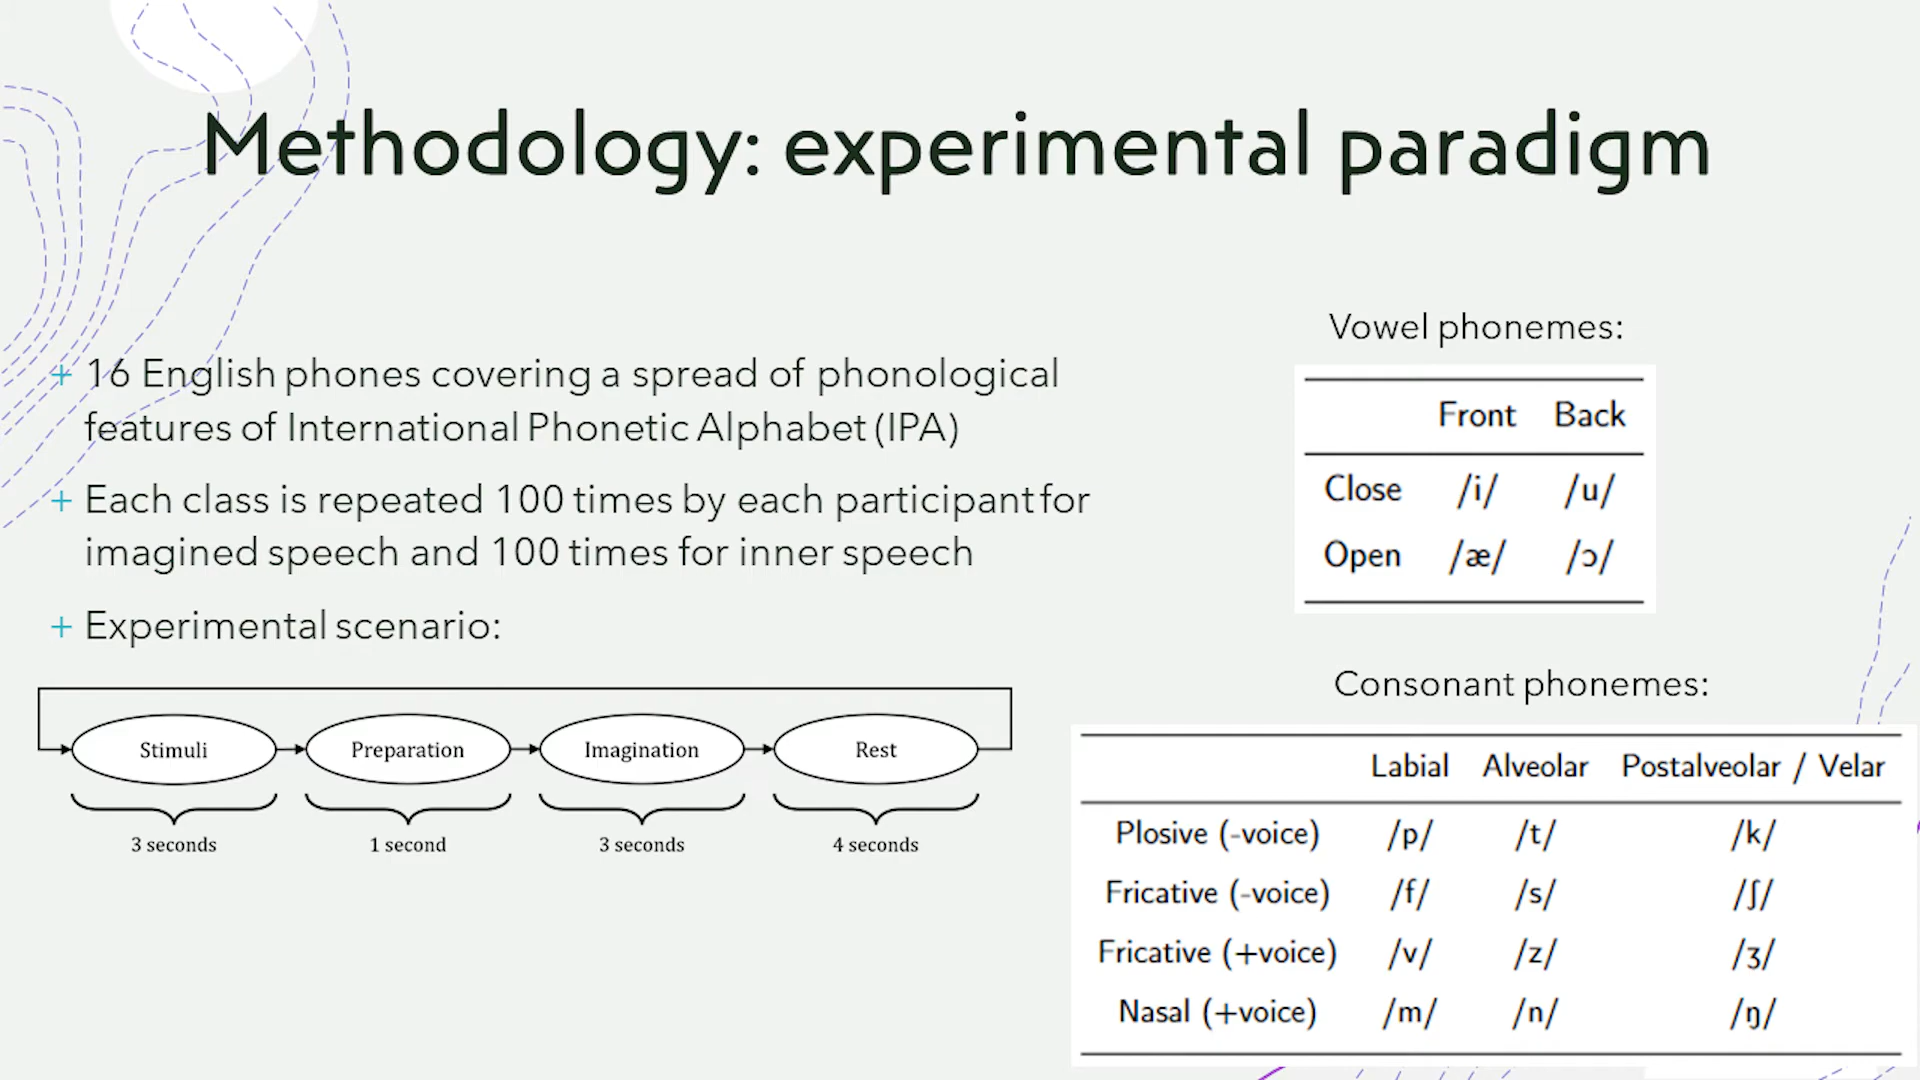 Methodology: experimental paradigm
+ 16 English phones covering a spread of phonological
features of International Phonetic Alphabet (IPA)
+ Each class is repeated 100 times by each participant for
imagined speech and 100 times for inner speech
+ Experimental scenario:
Stimuli Preparation Imagination Rest
3 seconds 1 second 3 seconds 4 seconds
Vowel phonemes:
Front Back
Close /i/ /u/
Open /æ/ /ɔ/
Consonant phonemes:
Labial Alveolar Postalveolar / Velar
Plosive (-voice) /p/ /t/ /k/
Fricative (-voice) /f/ /s/ /ʃ/
Fricative (+voice) /v/ /z/ /ʒ/
Nasal (+voice) /m/ /n/ /ŋ/